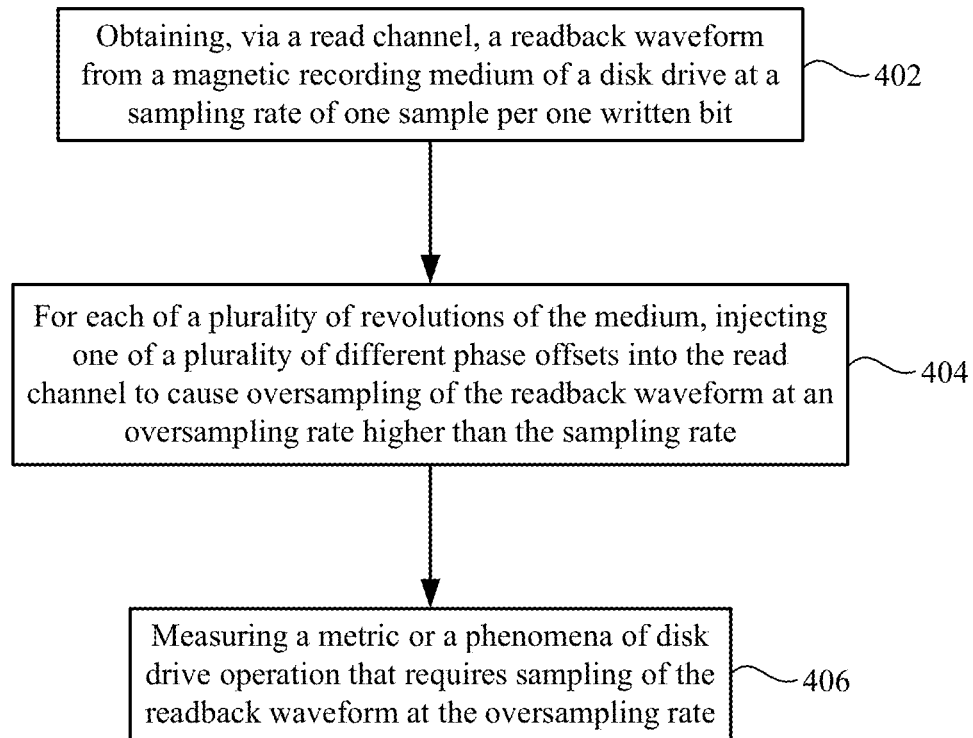 Obtaining, via a read channel, a readback waveform
from a magnetic recording medium of a disk drive at a
sampling rate of one sample per one written bit
402
For each of a plurality of revolutions of the medium, injecting
one of a plurality of different phase offsets into the read
channel to cause oversampling of the readback waveform at an
oversampling rate higher than the sampling rate
404
Measuring a metric or a phenomena of disk
drive operation that requires sampling of the
readback waveform at the oversampling rate
406